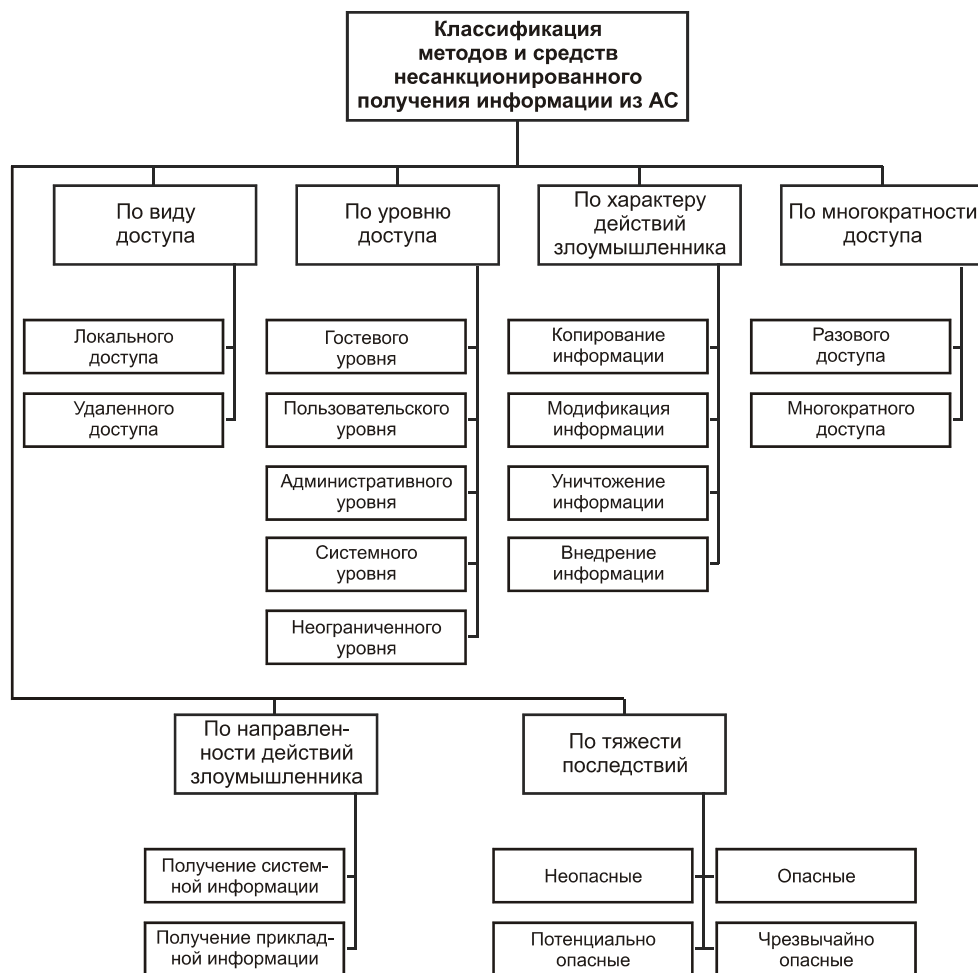 Классификация
методов и средств
несанкционированного
получения информации из АС
По виду
доступа
По уровню
доступа
По характеру
действий
злоумышленника
По многократности
доступа
Локального
доступа
Удаленного
доступа
Гостевого
уровня
Пользовательского
уровня
Административного
уровня
Системного
уровня
Неограниченного
уровня
Копирование
информации
Модификация
информации
Уничтожение
информации
Внедрение
информации
Разового
доступа
Многократного
доступа
По направлен-
ности действий
злоумышленника
По тяжести
последствий
Получение систем-
ной информации
Получение приклад-
ной информации
Неопасные
Опасные
Потенциально
опасные
Чрезвычайно
опасные